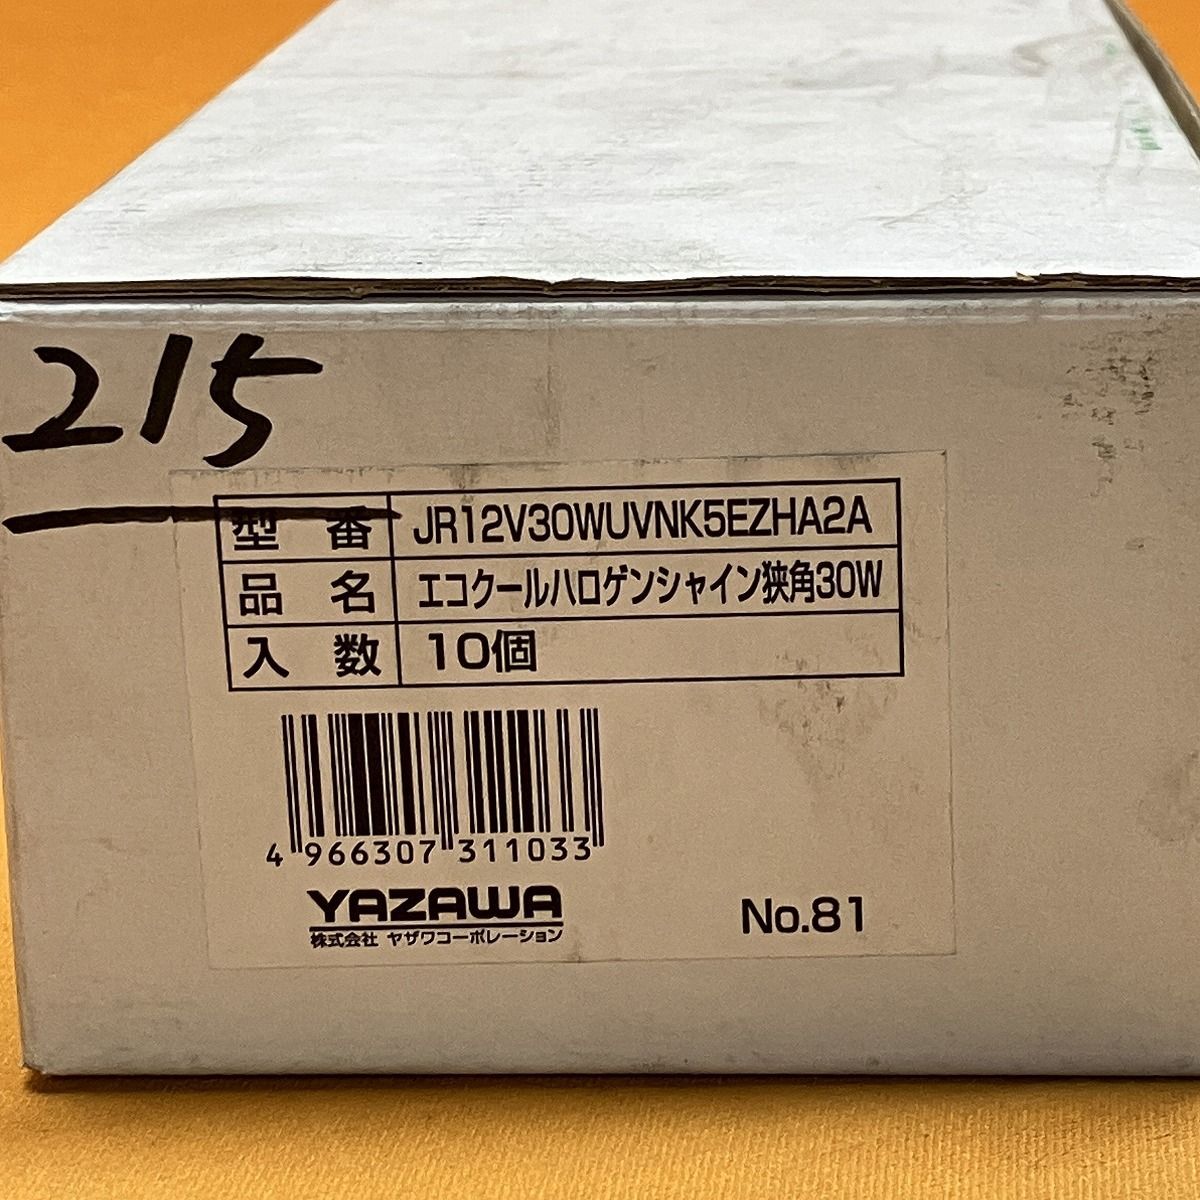 215
型番 JR12V30WUVNK5EZHA2A
品名 エコクールハロゲンシャイン狭角30W
入数 10個
4 966307 311033
YAZAWA
株式会社 ヤザワコーポレーション
No.81